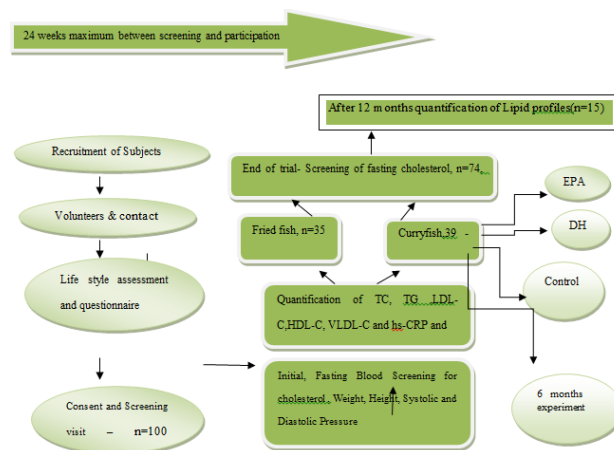 24 weeks maximum between screening and participation
After 12 months quantification of Lipid profiles(n=15)
Recruitment of Subjects
End of trial- Screening of fasting cholesterol, n=74,
EPA
Volunteers & contact
Fried fish, n=35
Curryfish,39 -
DH
Life style assessment
and questionnaire
Quantification of TC, TG ,LDL-
C,HDL-C, VLDL-C and hs-CRP and
Control
Initial, Fasting Blood Screening for
cholesterol , Weight, Height, Systolic and
Diastolic Pressure
Consent and Screening
visit – n=100
6 months
experiment